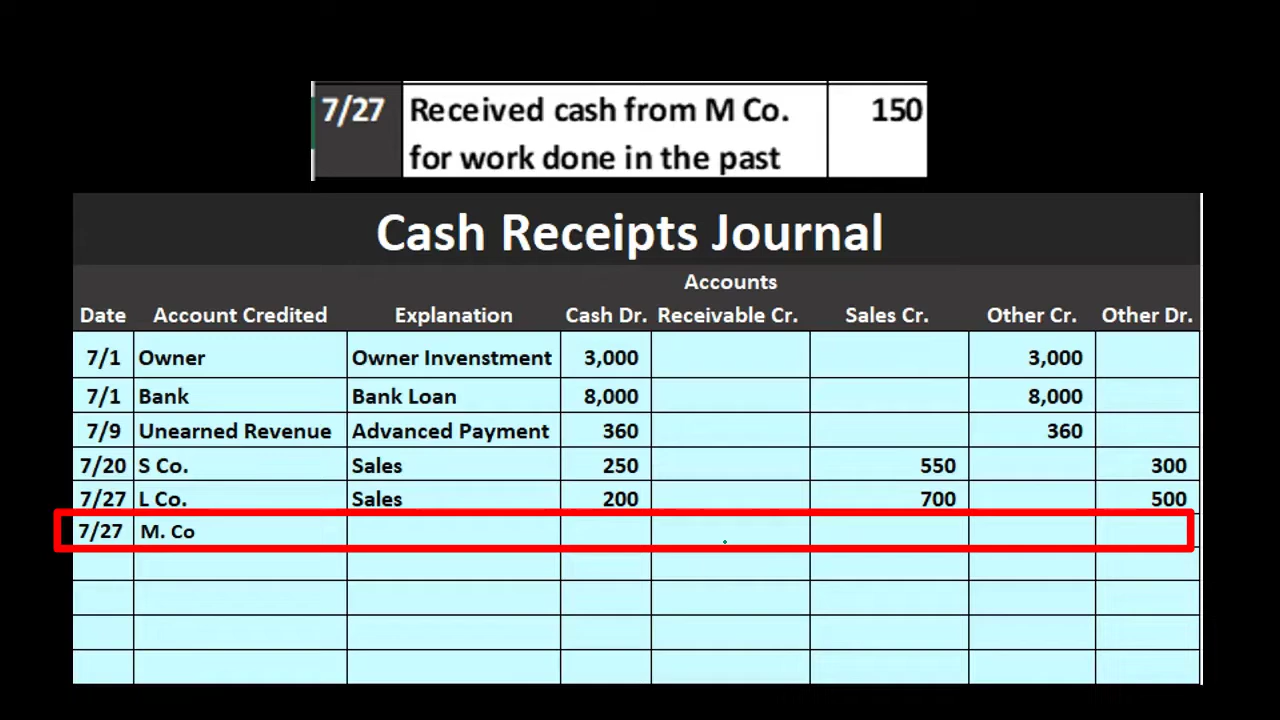 7/27 Received cash from M Co. 150
for work done in the past
Cash Receipts Journal
Accounts
Date Account Credited Explanation Cash Dr. Receivable Cr. Sales Cr. Other Cr. Other Dr.
7/1 Owner Owner Invenstment 3,000 3,000
7/1 Bank Bank Loan 8,000 8,000
7/9 Unearned Revenue Advanced Payment 360 360
7/20 S Co. Sales 250 550 300
7/27 L Co. Sales 200 700 500
7/27 M. Co